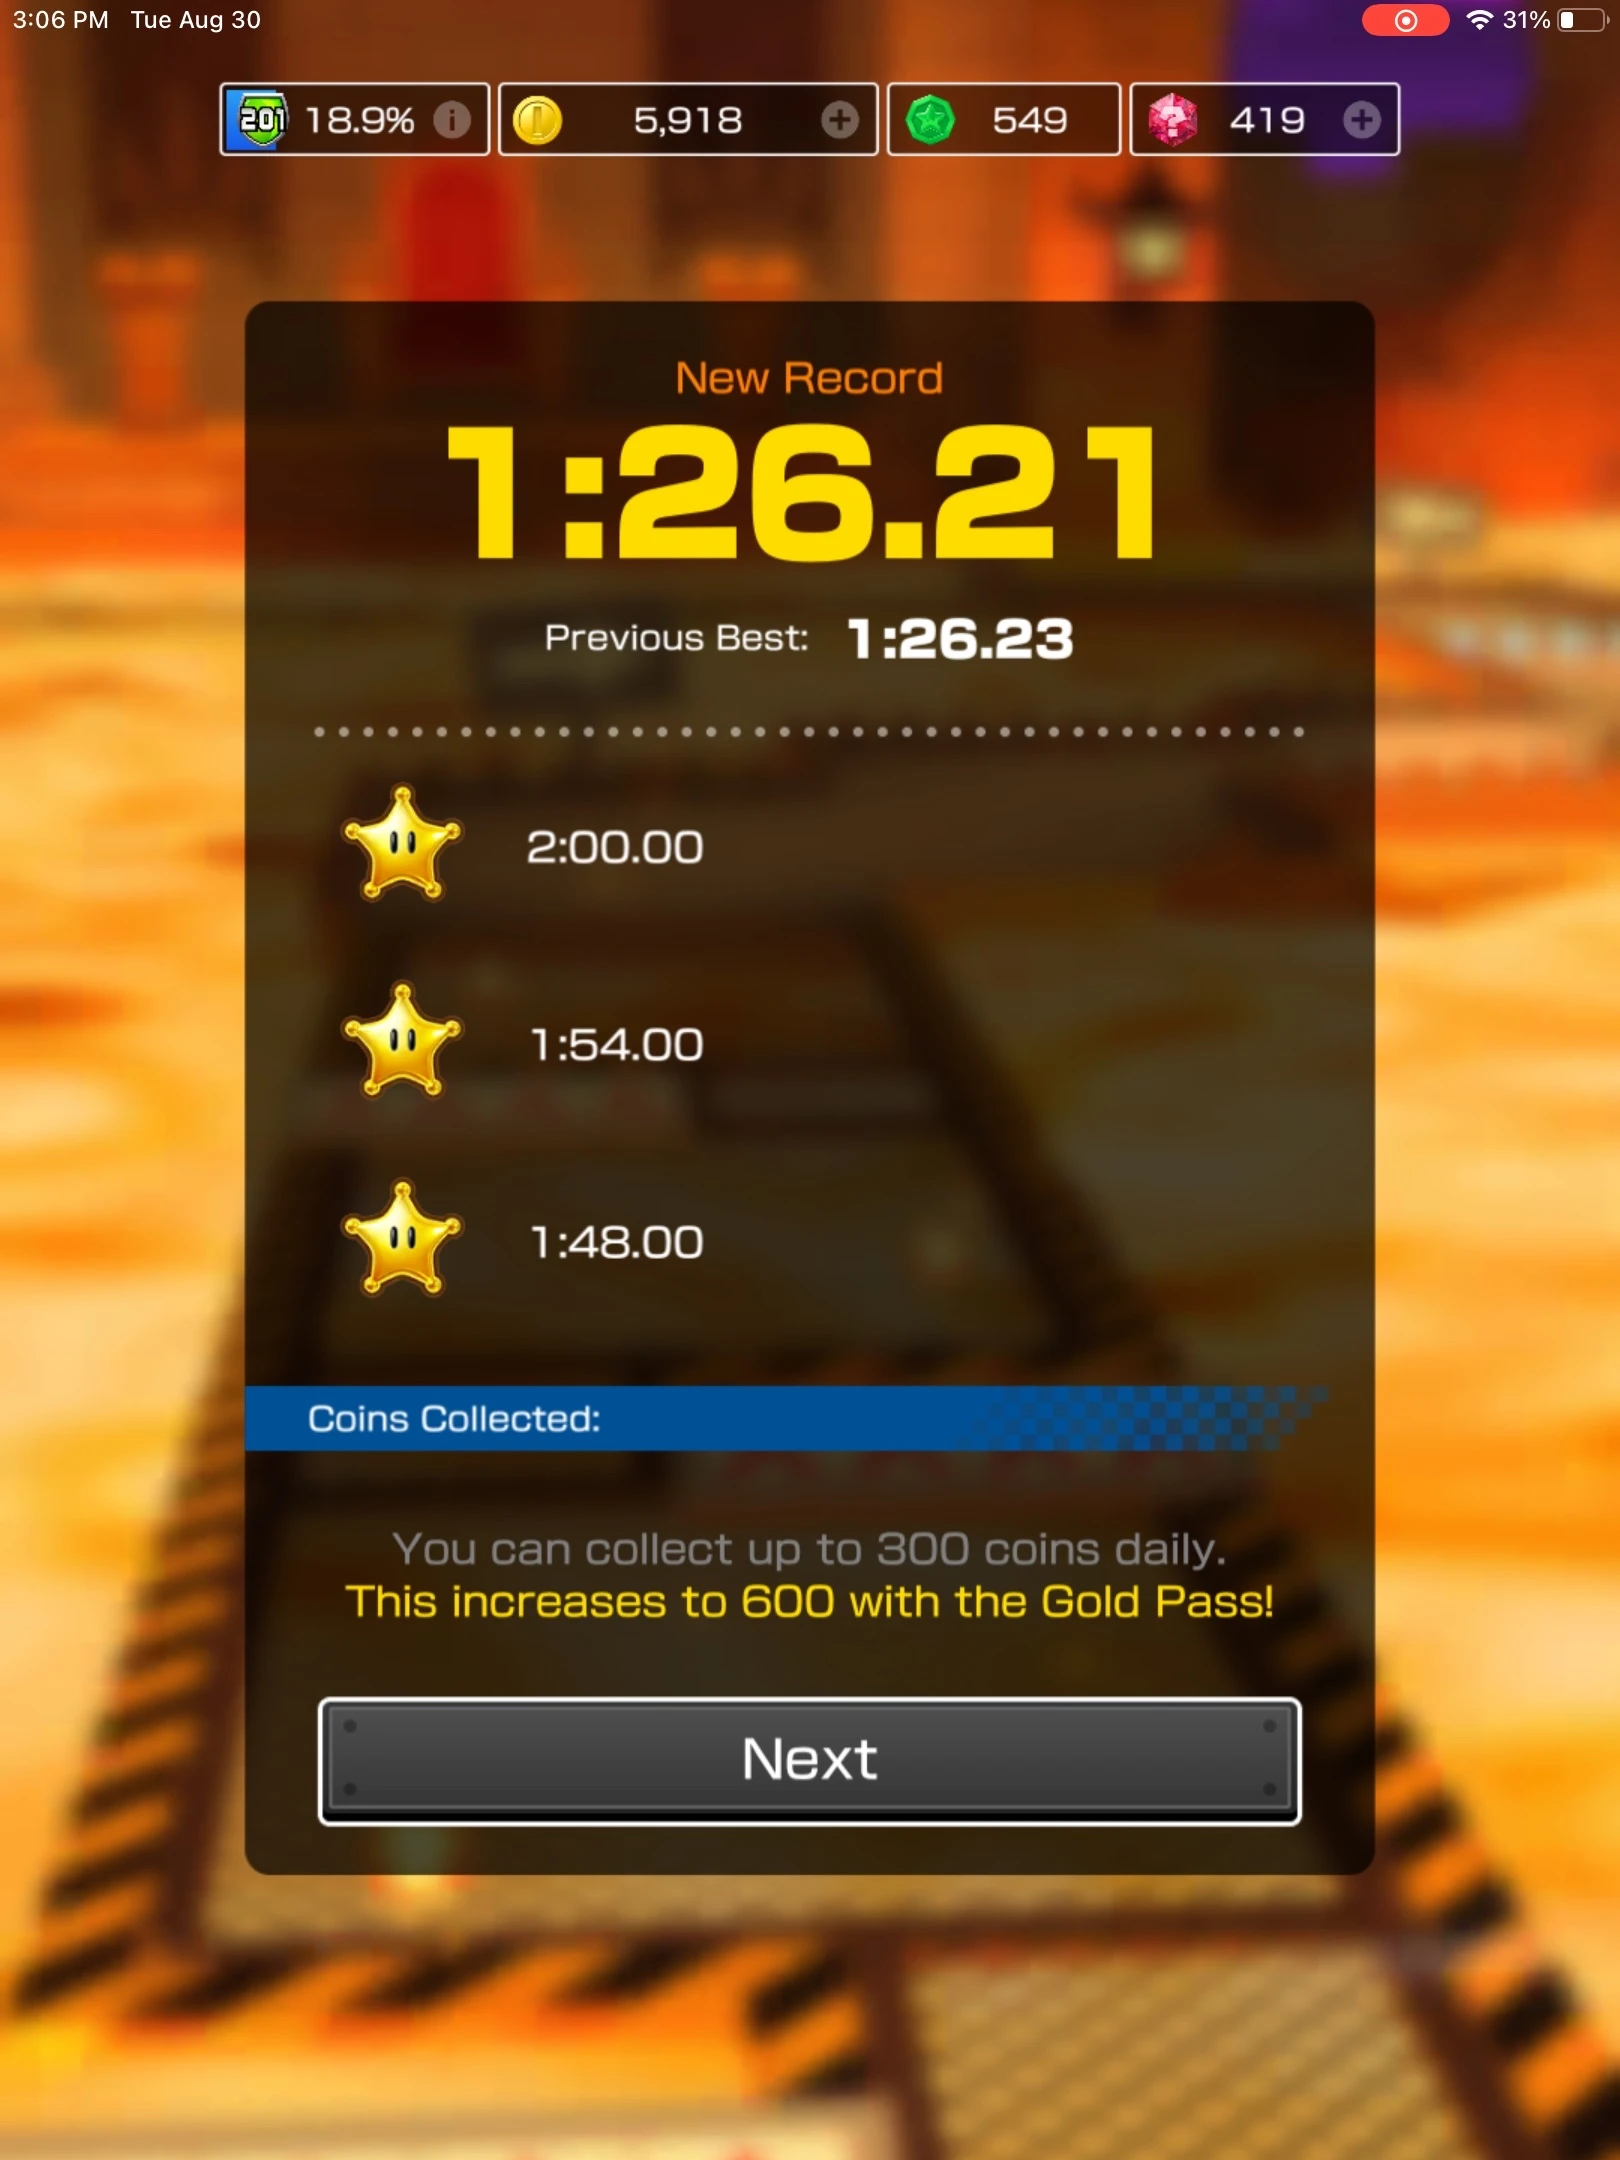 3:06 PM Tue Aug 30
31%
201 18.9% i 5,918 + 549 ? 419 +
New Record
1:26.21
Previous Best: 1:26.23
2:00.00
1:54.00
1:48.00
Coins Collected:
You can collect up to 300 coins daily.
This increases to 600 with the Gold Pass!
Next